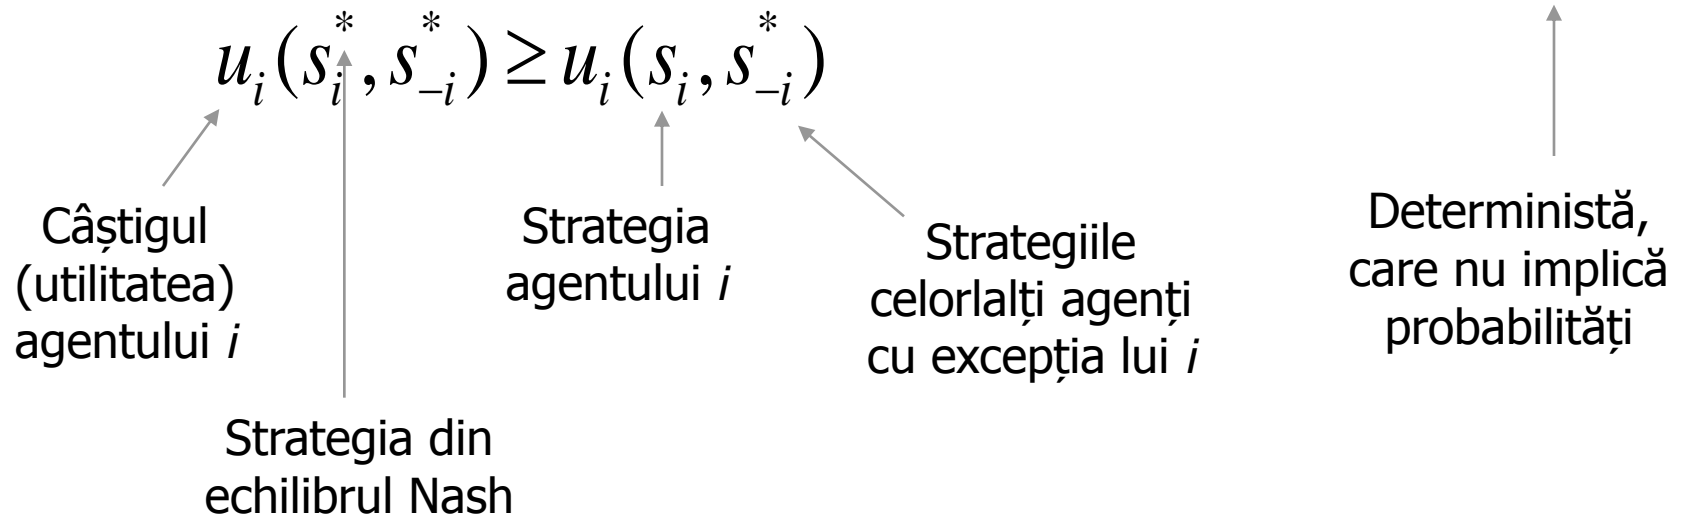 u_i(s_i^*, s_{-i}^*) ≥ u_i(s_i, s_{-i}^*)
Câștigul
(utilitatea)
agentului i
Strategia din
echilibrul Nash
Strategia
agentului i
Strategiile
celorlalți agenți
cu excepția lui i
Deterministă,
care nu implică
probabilități